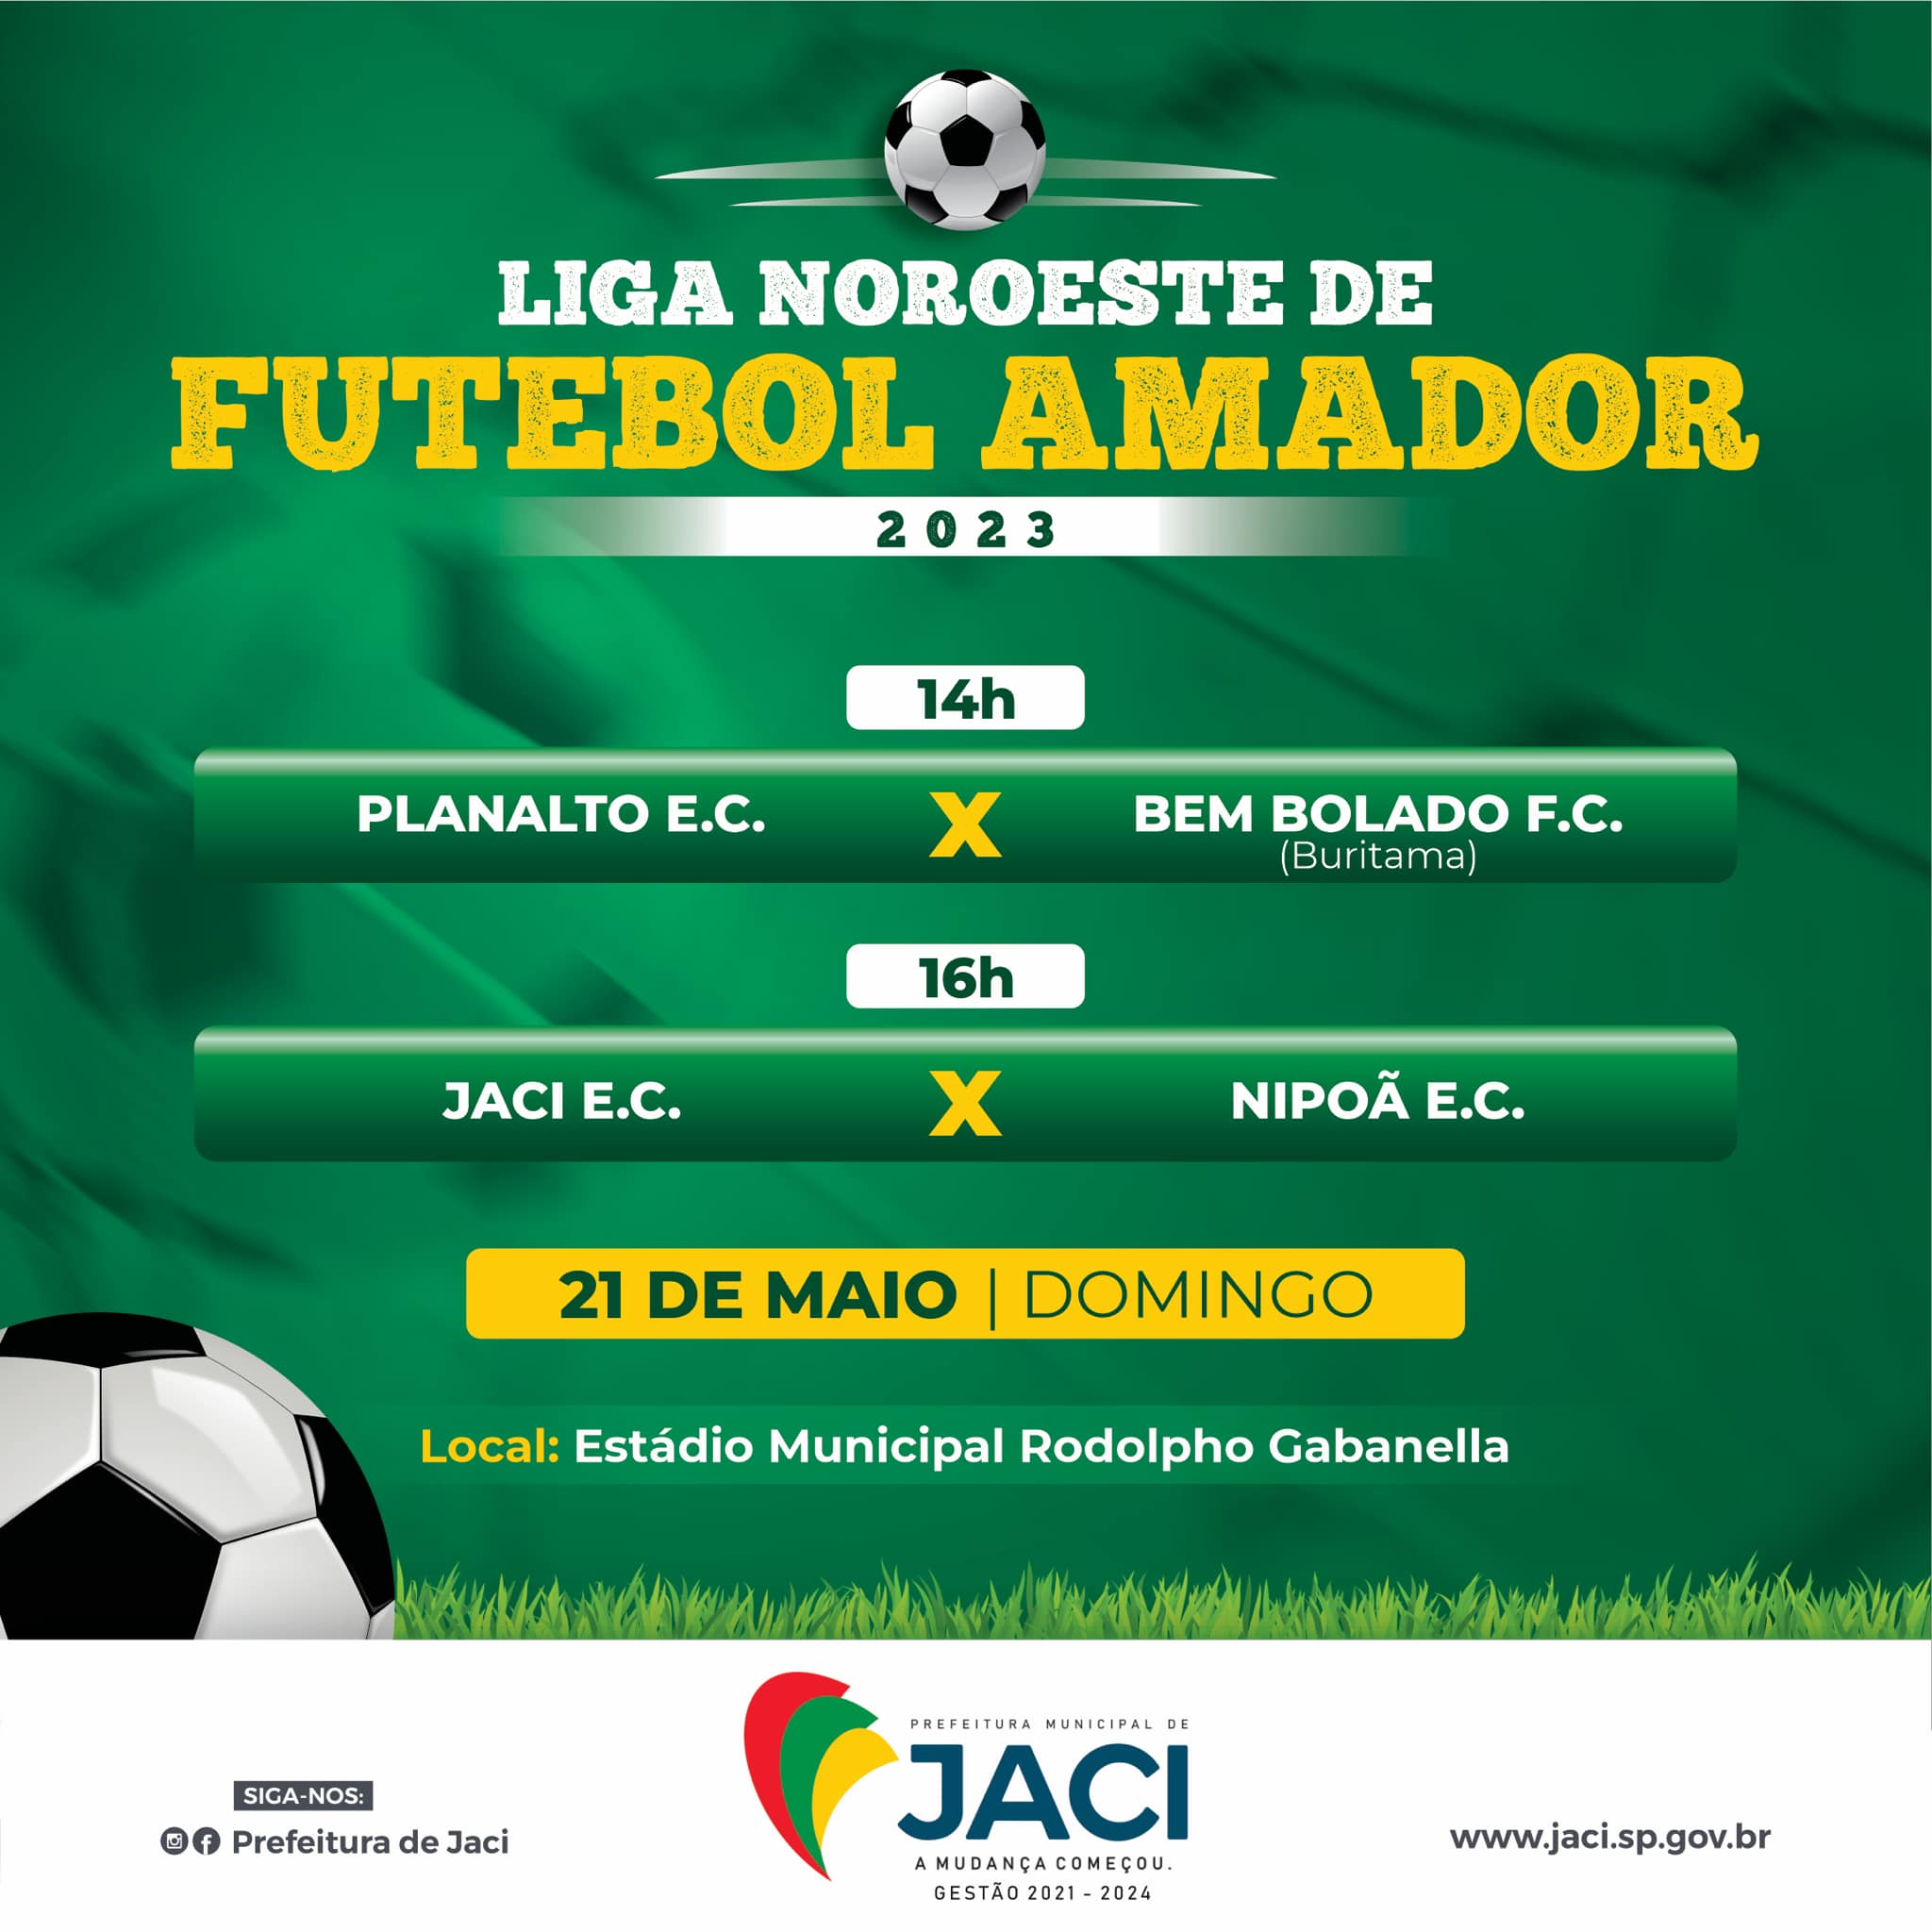 LIGA NOROESTE DE
FUTEBOL AMADOR
2023
14h
PLANALTO E.C. X BEM BOLADO F.C.
(Buritama)
16h
JACI E.C. X NIPOÃ E.C.
21 DE MAIO | DOMINGO
Local: Estádio Municipal Rodolpho Gabanella
PREFEITURA MUNICIPAL DE
JACI
A MUDANÇA COMEÇOU.
GESTÃO 2021 - 2024
SIGA-NOS:
Prefeitura de Jaci
www.jaci.sp.gov.br